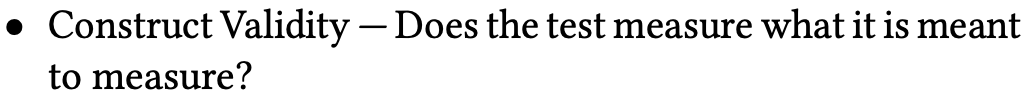 • Construct Validity – Does the test measure what it is meant
to measure?